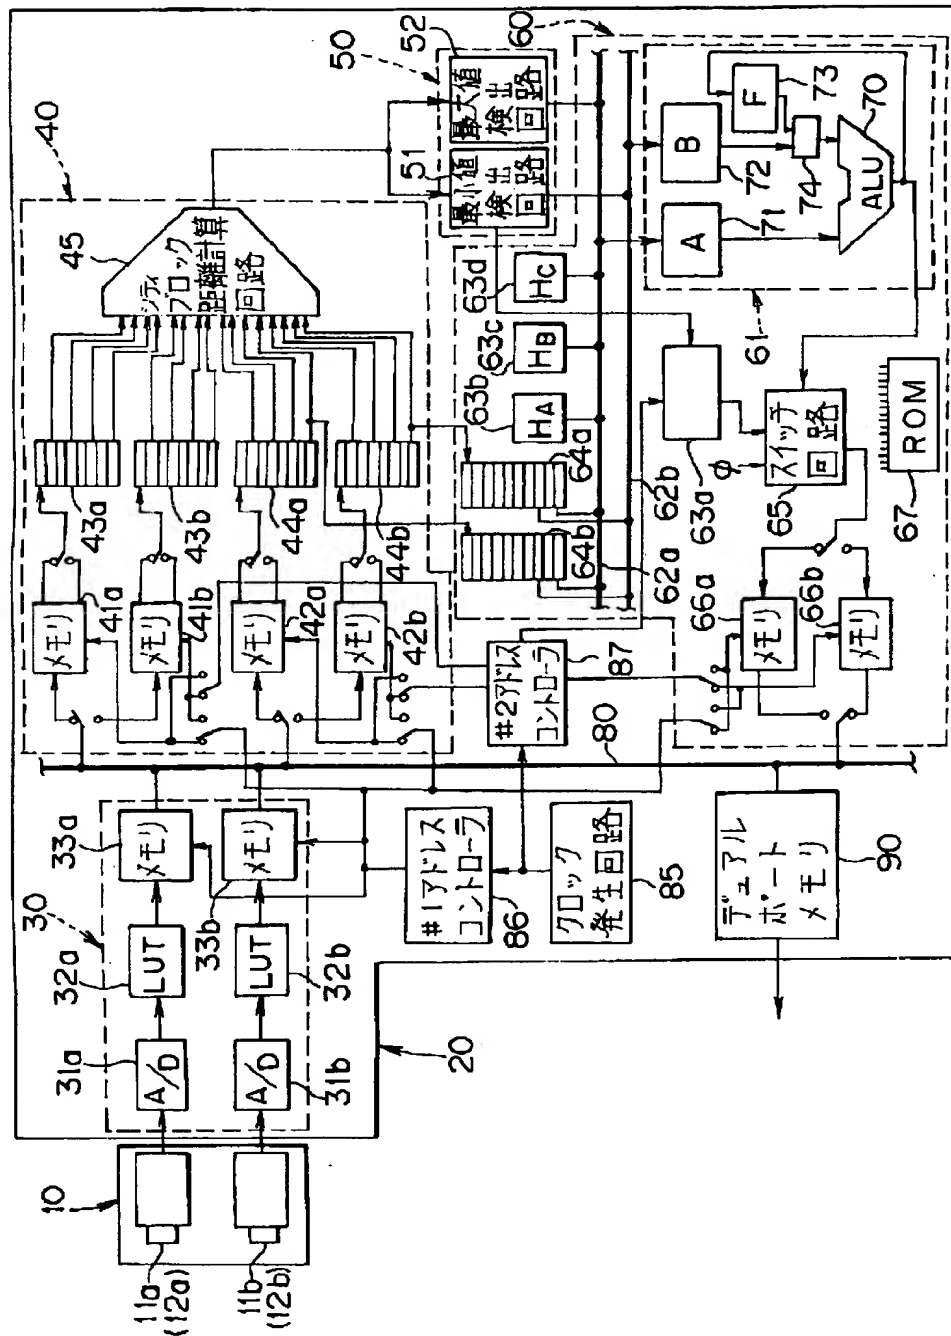 10
11a
(12a)
11b
(12b)
20
30
31a
A/D
32a
LUT
33a
メモリ
31b
A/D
32b
LUT
33b
メモリ
40
41a
メモリ
41b
メモリ
42a
メモリ
42b
メモリ
43a
43b
44a
44b
45
シティ
ブロック
距離計算
回路
50
51
最小値
検出
回路
52
最大値
検出
回路
60
61
62a
62b
63a
63b
HA
63c
HB
63d
HC
64a
64b
65
スイッチ
回路
φ
66a
メモリ
66b
メモリ
67
ROM
70
ALU
71
A
72
B
73
F
74
80
85
クロック
発生回路
86
#1アドレス
コントローラ
87
#2アドレス
コントローラ
90
デュアル
ポート
メモリ